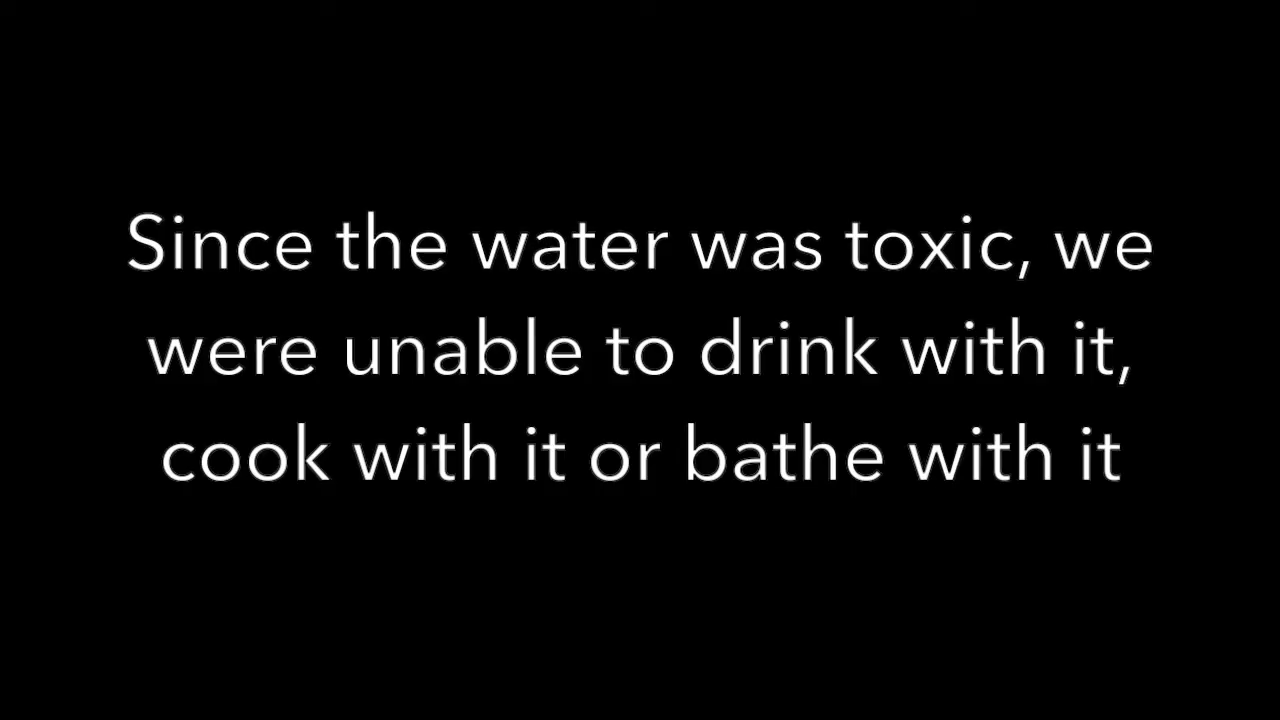 Since the water was toxic, we
were unable to drink with it,
cook with it or bathe with it